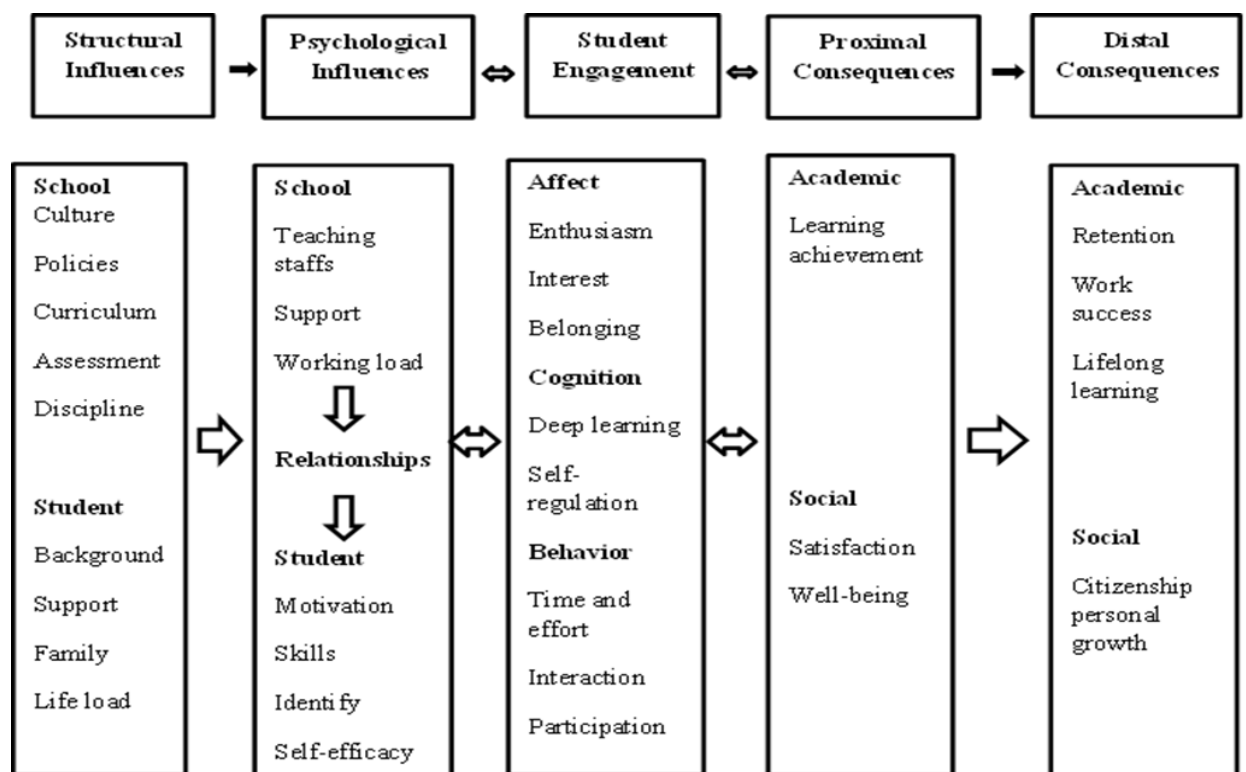 Structural
Influences
Psychological
Influences
Student
Engagement
Proximal
Consequences
Distal
Consequences
School
Culture
Policies
Curriculum
Assessment
Discipline
Student
Background
Support
Family
Life load
School
Teaching
staffs
Support
Working load
Relationships
Student
Motivation
Skills
Identify
Self-efficacy
Affect
Enthusiasm
Interest
Belonging
Cognition
Deep learning
Self-
regulation
Behavior
Time and
effort
Interaction
Participation
Academic
Learning
achievement
Social
Satisfaction
Well-being
Academic
Retention
Work
success
Lifelong
learning
Social
Citizenship
personal
growth